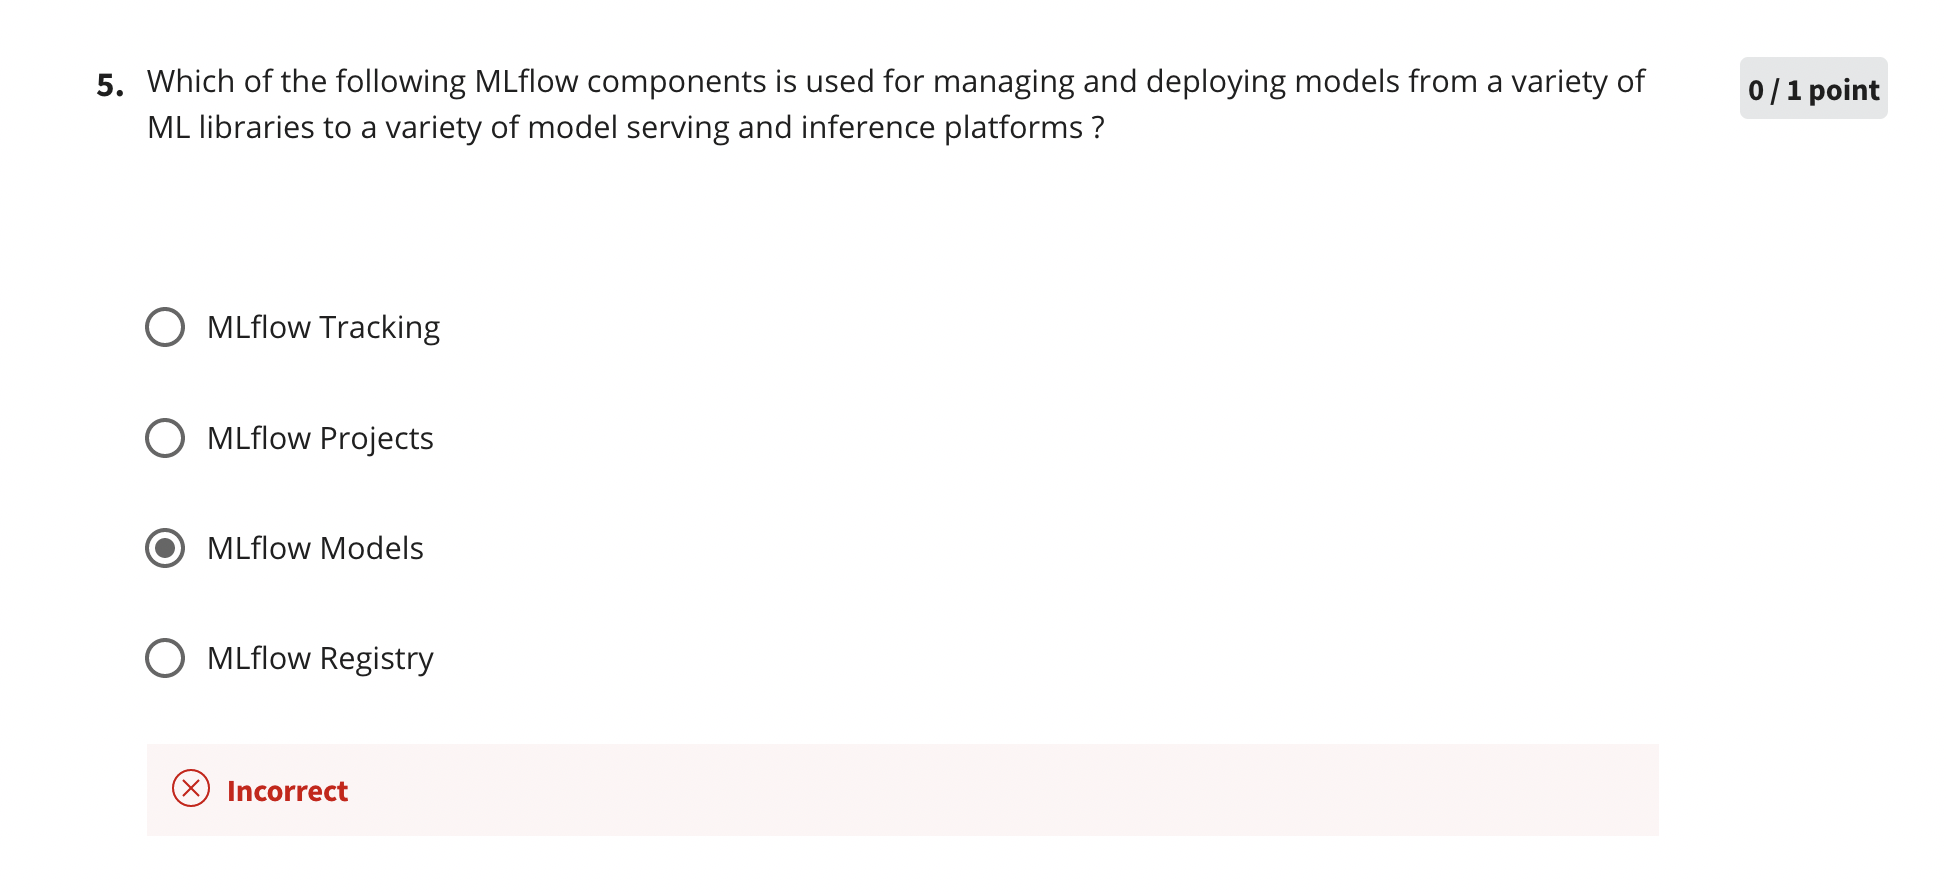 5. Which of the following MLflow components is used for managing and deploying models from a variety of
ML libraries to a variety of model serving and inference platforms ?
0 / 1 point
MLflow Tracking
MLflow Projects
MLflow Models
MLflow Registry
Incorrect